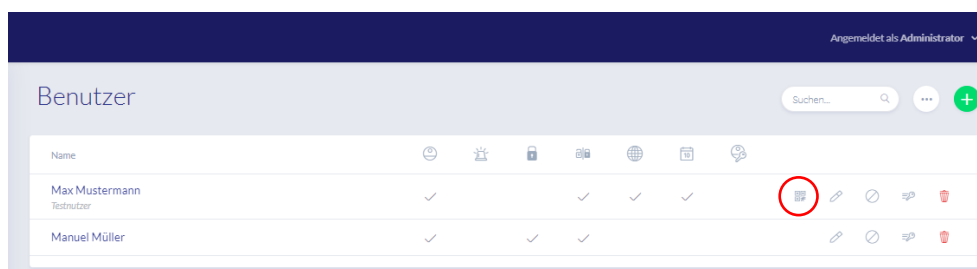 Angemeldet als Administrator
Benutzer
Suchen...
Name
Max Mustermann
Testnutzer
Manuel Müller